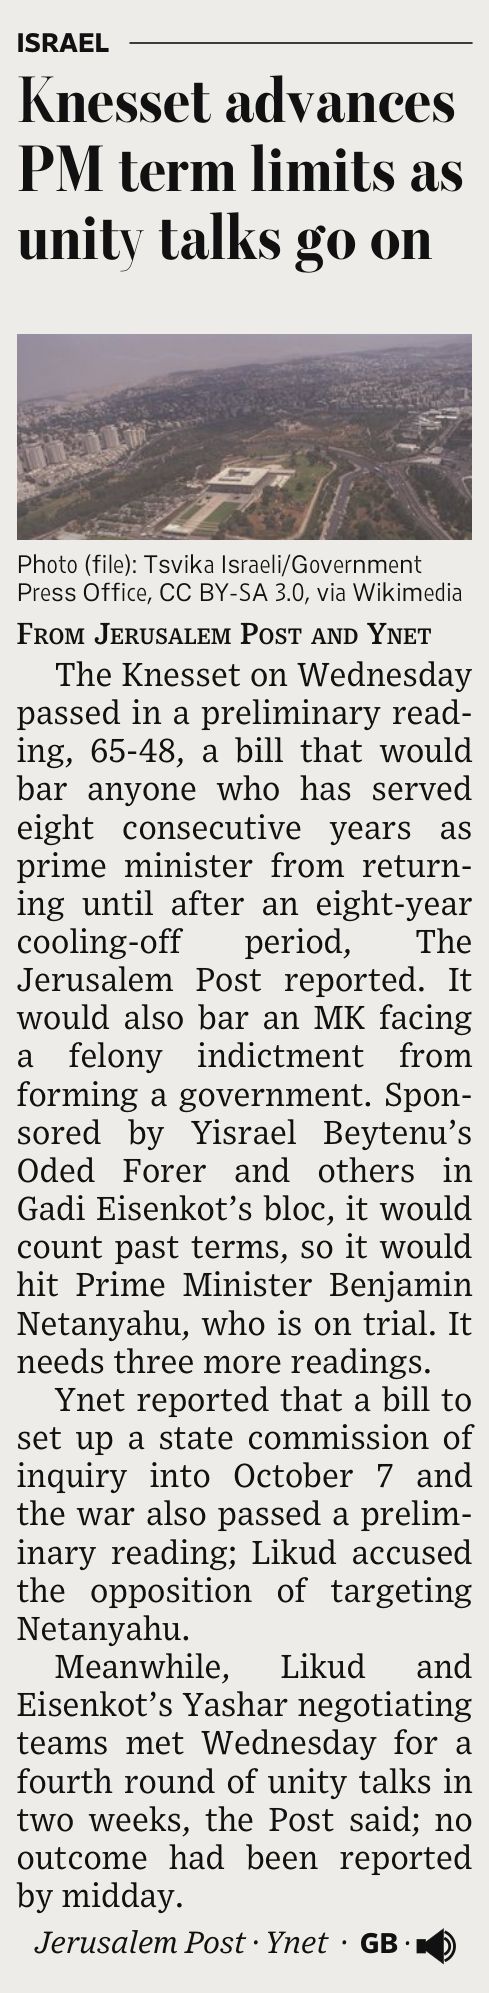 ISRAEL
Knesset advances
PM term limits as
unity talks go on
Photo (file): Tsvika Israeli/Government
Press Office, CC BY-SA 3.0, via Wikimedia
FROM JERUSALEM POST AND YNET
The Knesset on Wednesday
passed in a preliminary read-
ing, 65-48, a bill that would
bar anyone who has served
eight consecutive years as
prime minister from return-
ing until after an eight-year
cooling-off period, The
Jerusalem Post reported. It
would also bar an MK facing
a felony indictment from
forming a government. Spon-
sored by Yisrael Beytenu’s
Oded Forer and others in
Gadi Eisenkot’s bloc, it would
count past terms, so it would
hit Prime Minister Benjamin
Netanyahu, who is on trial. It
needs three more readings.
Ynet reported that a bill to
set up a state commission of
inquiry into October 7 and
the war also passed a prelim-
inary reading; Likud accused
the opposition of targeting
Netanyahu.
Meanwhile, Likud and
Eisenkot’s Yashar negotiating
teams met Wednesday for a
fourth round of unity talks in
two weeks, the Post said; no
outcome had been reported
by midday.
Jerusalem Post · Ynet · GB ·